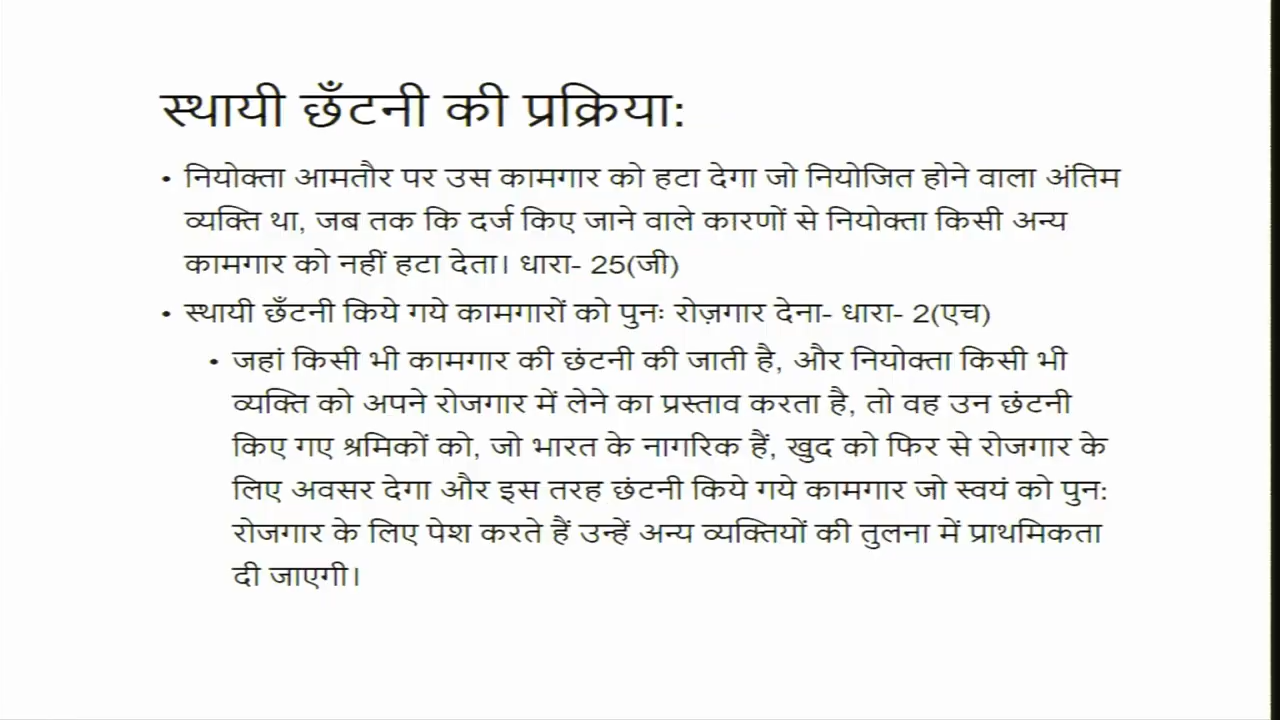 स्थायी छँटनी की प्रक्रिया:
• नियोक्ता आमतौर पर उस कामगार को हटा देगा जो नियोजित होने वाला अंतिम
व्यक्ति था, जब तक कि दर्ज किए जाने वाले कारणों से नियोक्ता किसी अन्य
कामगार को नहीं हटा देता। धारा- 25(जी)
• स्थायी छँटनी किये गये कामगारों को पुनः रोज़गार देना- धारा- 2(एच)
• जहां किसी भी कामगार की छंटनी की जाती है, और नियोक्ता किसी भी
व्यक्ति को अपने रोजगार में लेने का प्रस्ताव करता है, तो वह उन छंटनी
किए गए श्रमिकों को, जो भारत के नागरिक हैं, खुद को फिर से रोजगार के
लिए अवसर देगा और इस तरह छंटनी किये गये कामगार जो स्वयं को पुन:
रोजगार के लिए पेश करते हैं उन्हें अन्य व्यक्तियों की तुलना में प्राथमिकता
दी जाएगी।